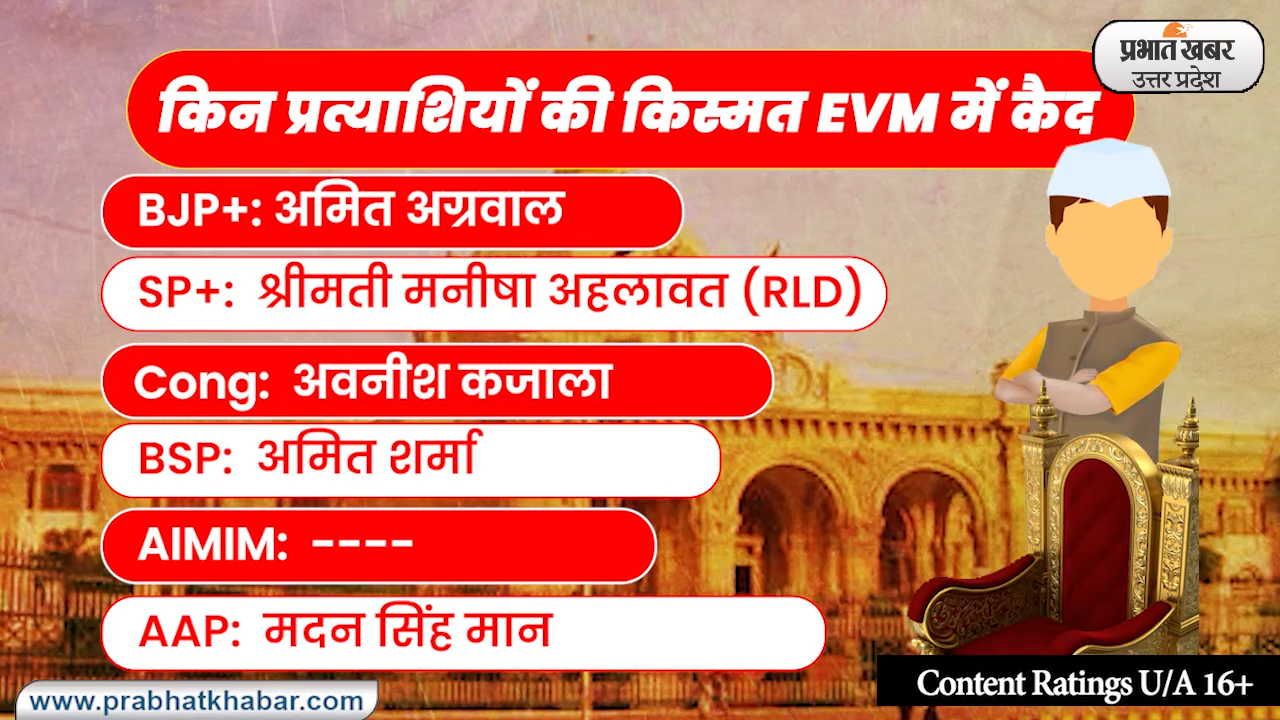 प्रभात खबर
उत्तर प्रदेश
किन प्रत्याशियों की किस्मत EVM में कैद
BJP+: अमित अग्रवाल
SP+: श्रीमती मनीषा अहलावत (RLD)
Cong: अवनीश कजाला
BSP: अमित शर्मा
AIMIM: ----
AAP: मदन सिंह मान
www.prabhatkhabar.com
Content Ratings U/A 16+